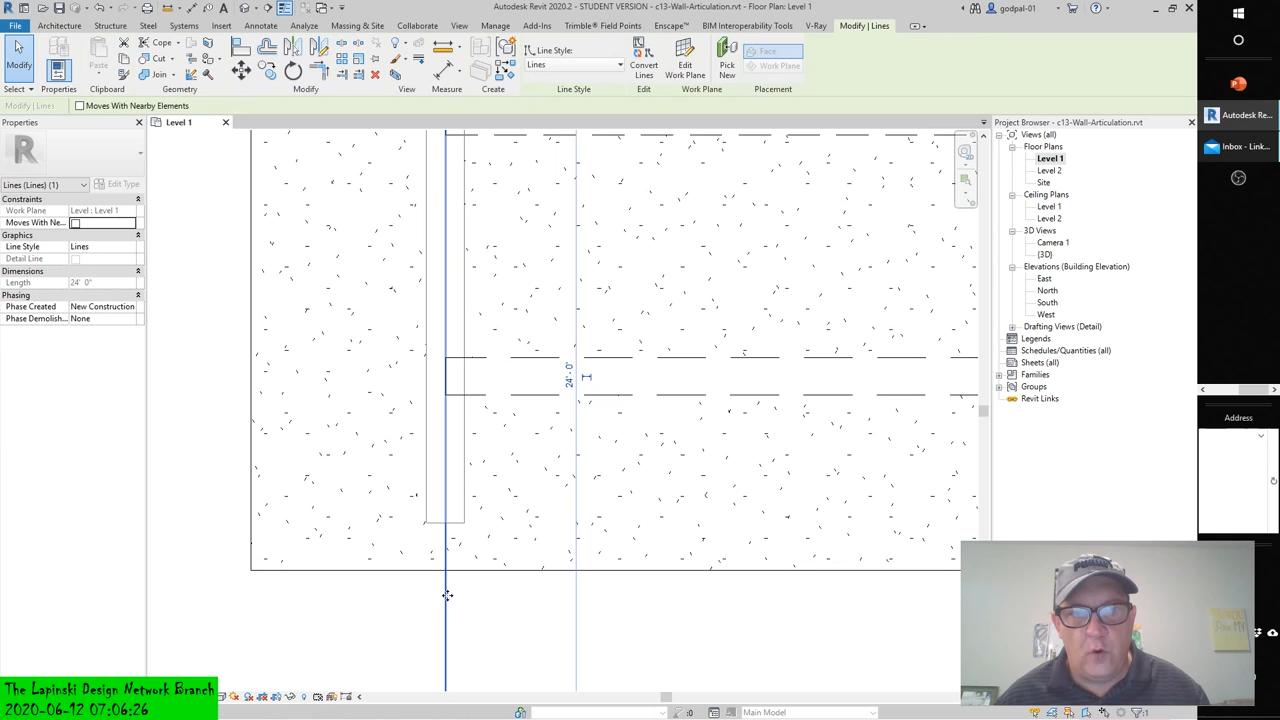 Autodesk Revit 2020.2 - STUDENT VERSION - c13-Wall-Articulation.rvt - Floor Plan: Level 1
godpal-01
File
Architecture
Structure
Steel
Systems
Insert
Annotate
Analyze
Massing & Site
Collaborate
View
Manage
Add-Ins
Trimble® Field Points
Enscape™
BIM Interoperability Tools
V-Ray
Modify | Lines
Modify
Paste
Cope
Cut
Join
Line Style:
Lines
Convert Lines
Edit Work Plane
Pick New
Face
Work Plane
Select
Properties
Clipboard
Geometry
Modify
View
Measure
Create
Line Style
Edit
Work Plane
Placement
Modify | Lines
Moves With Nearby Elements
Properties
Level 1
Project Browser - c13-Wall-Articulation.rvt
Lines (Lines) (1)
Edit Type
Constraints
Work Plane Level : Level 1
Moves With Ne...
Graphics
Line Style Lines
Detail Line
Dimensions
Length 24' 0"
Phasing
Phase Created New Construction
Phase Demolish... None
24' - 0"
Views (all)
Floor Plans
Level 1
Level 2
Site
Ceiling Plans
Level 1
Level 2
3D Views
Camera 1
{3D}
Elevations (Building Elevation)
East
North
South
West
Drafting Views (Detail)
Legends
Schedules/Quantities (all)
Sheets (all)
Families
Groups
Revit Links
Autodesk Re...
Inbox - Link...
Address
:0
Main Model
:1
The Lapinski Design Network Branch
2020-06-12 07:06:26